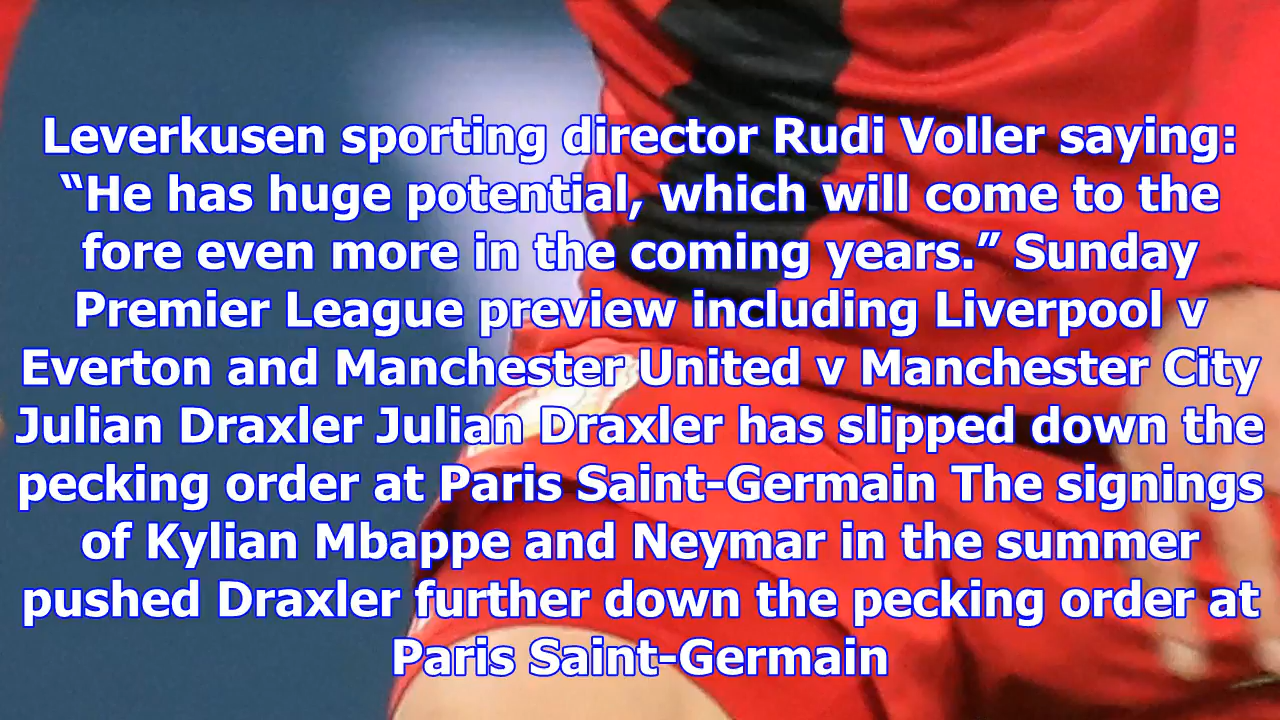 Leverkusen sporting director Rudi Voller saying:
“He has huge potential, which will come to the
fore even more in the coming years.” Sunday
Premier League preview including Liverpool v
Everton and Manchester United v Manchester City
Julian Draxler Julian Draxler has slipped down the
pecking order at Paris Saint-Germain The signings
of Kylian Mbappe and Neymar in the summer
pushed Draxler further down the pecking order at
Paris Saint-Germain